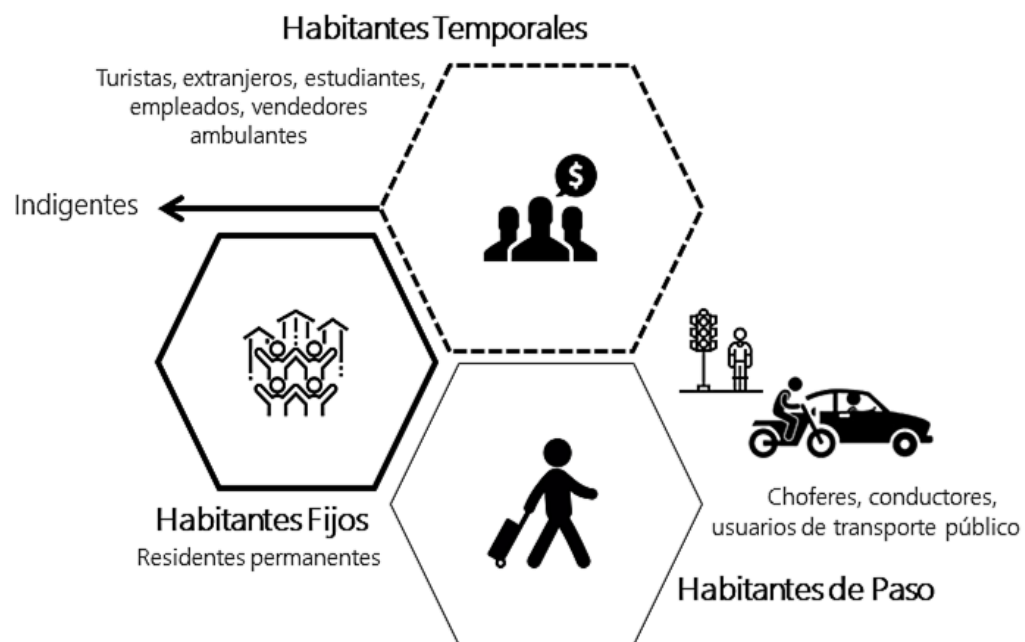 Habitantes Temporales
Turistas, extranjeros, estudiantes,
empleados, vendedores
ambulantes
$
Indigentes
Habitantes Fijos
Residentes permanentes
Choferes, conductores,
usuarios de transporte público
Habitantes de Paso